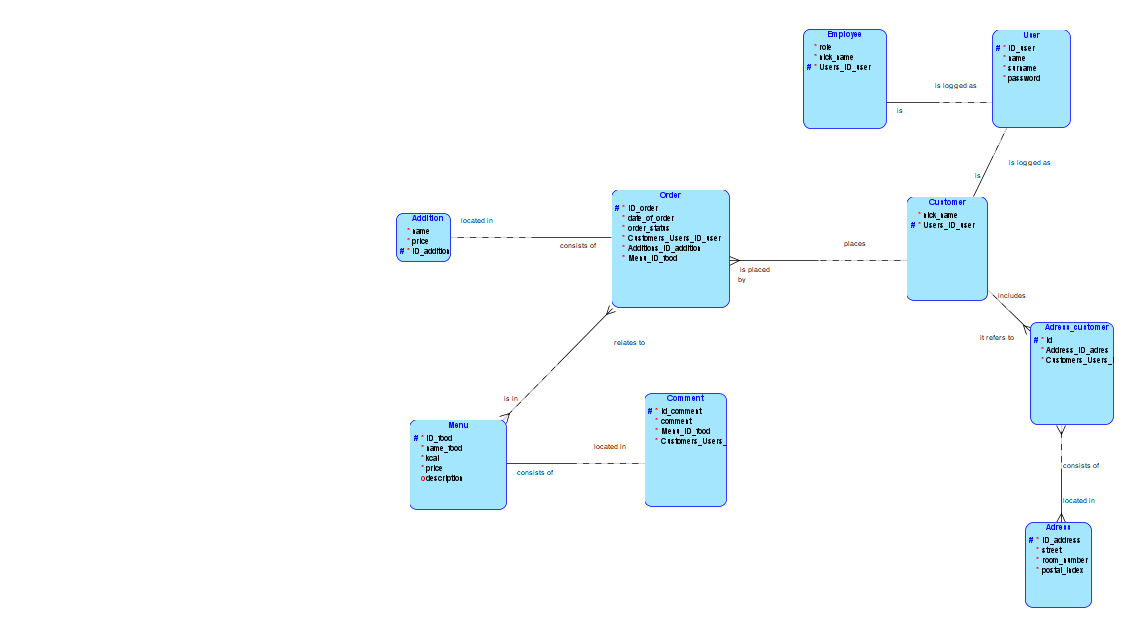 Employee
* role
* nick_name
# * Users_ID_user
User
# * ID_user
* name
* surname
* password
is logged as
is
is logged as
is
Customer
* nick_name
# * Users_ID_user
Order
# * ID_order
* date_of_order
* order_status
* Customers_Users_ID_user
* Additions_ID_addition
* Menu_ID_food
Addition
* name
* price
# * ID_addition
located in
consists of
places
is placed
by
includes
it refers to
Adress_customer
# * id
* Address_ID_adres
* Customers_Users_
relates to
is in
Menu
# * ID_food
* name_food
* kcal
* price
o description
Comment
# * id_comment
* comment
* Menu_ID_food
* Customers_Users_
located in
consists of
consists of
located in
Adress
# * ID_address
* street
* room_number
* postal_index